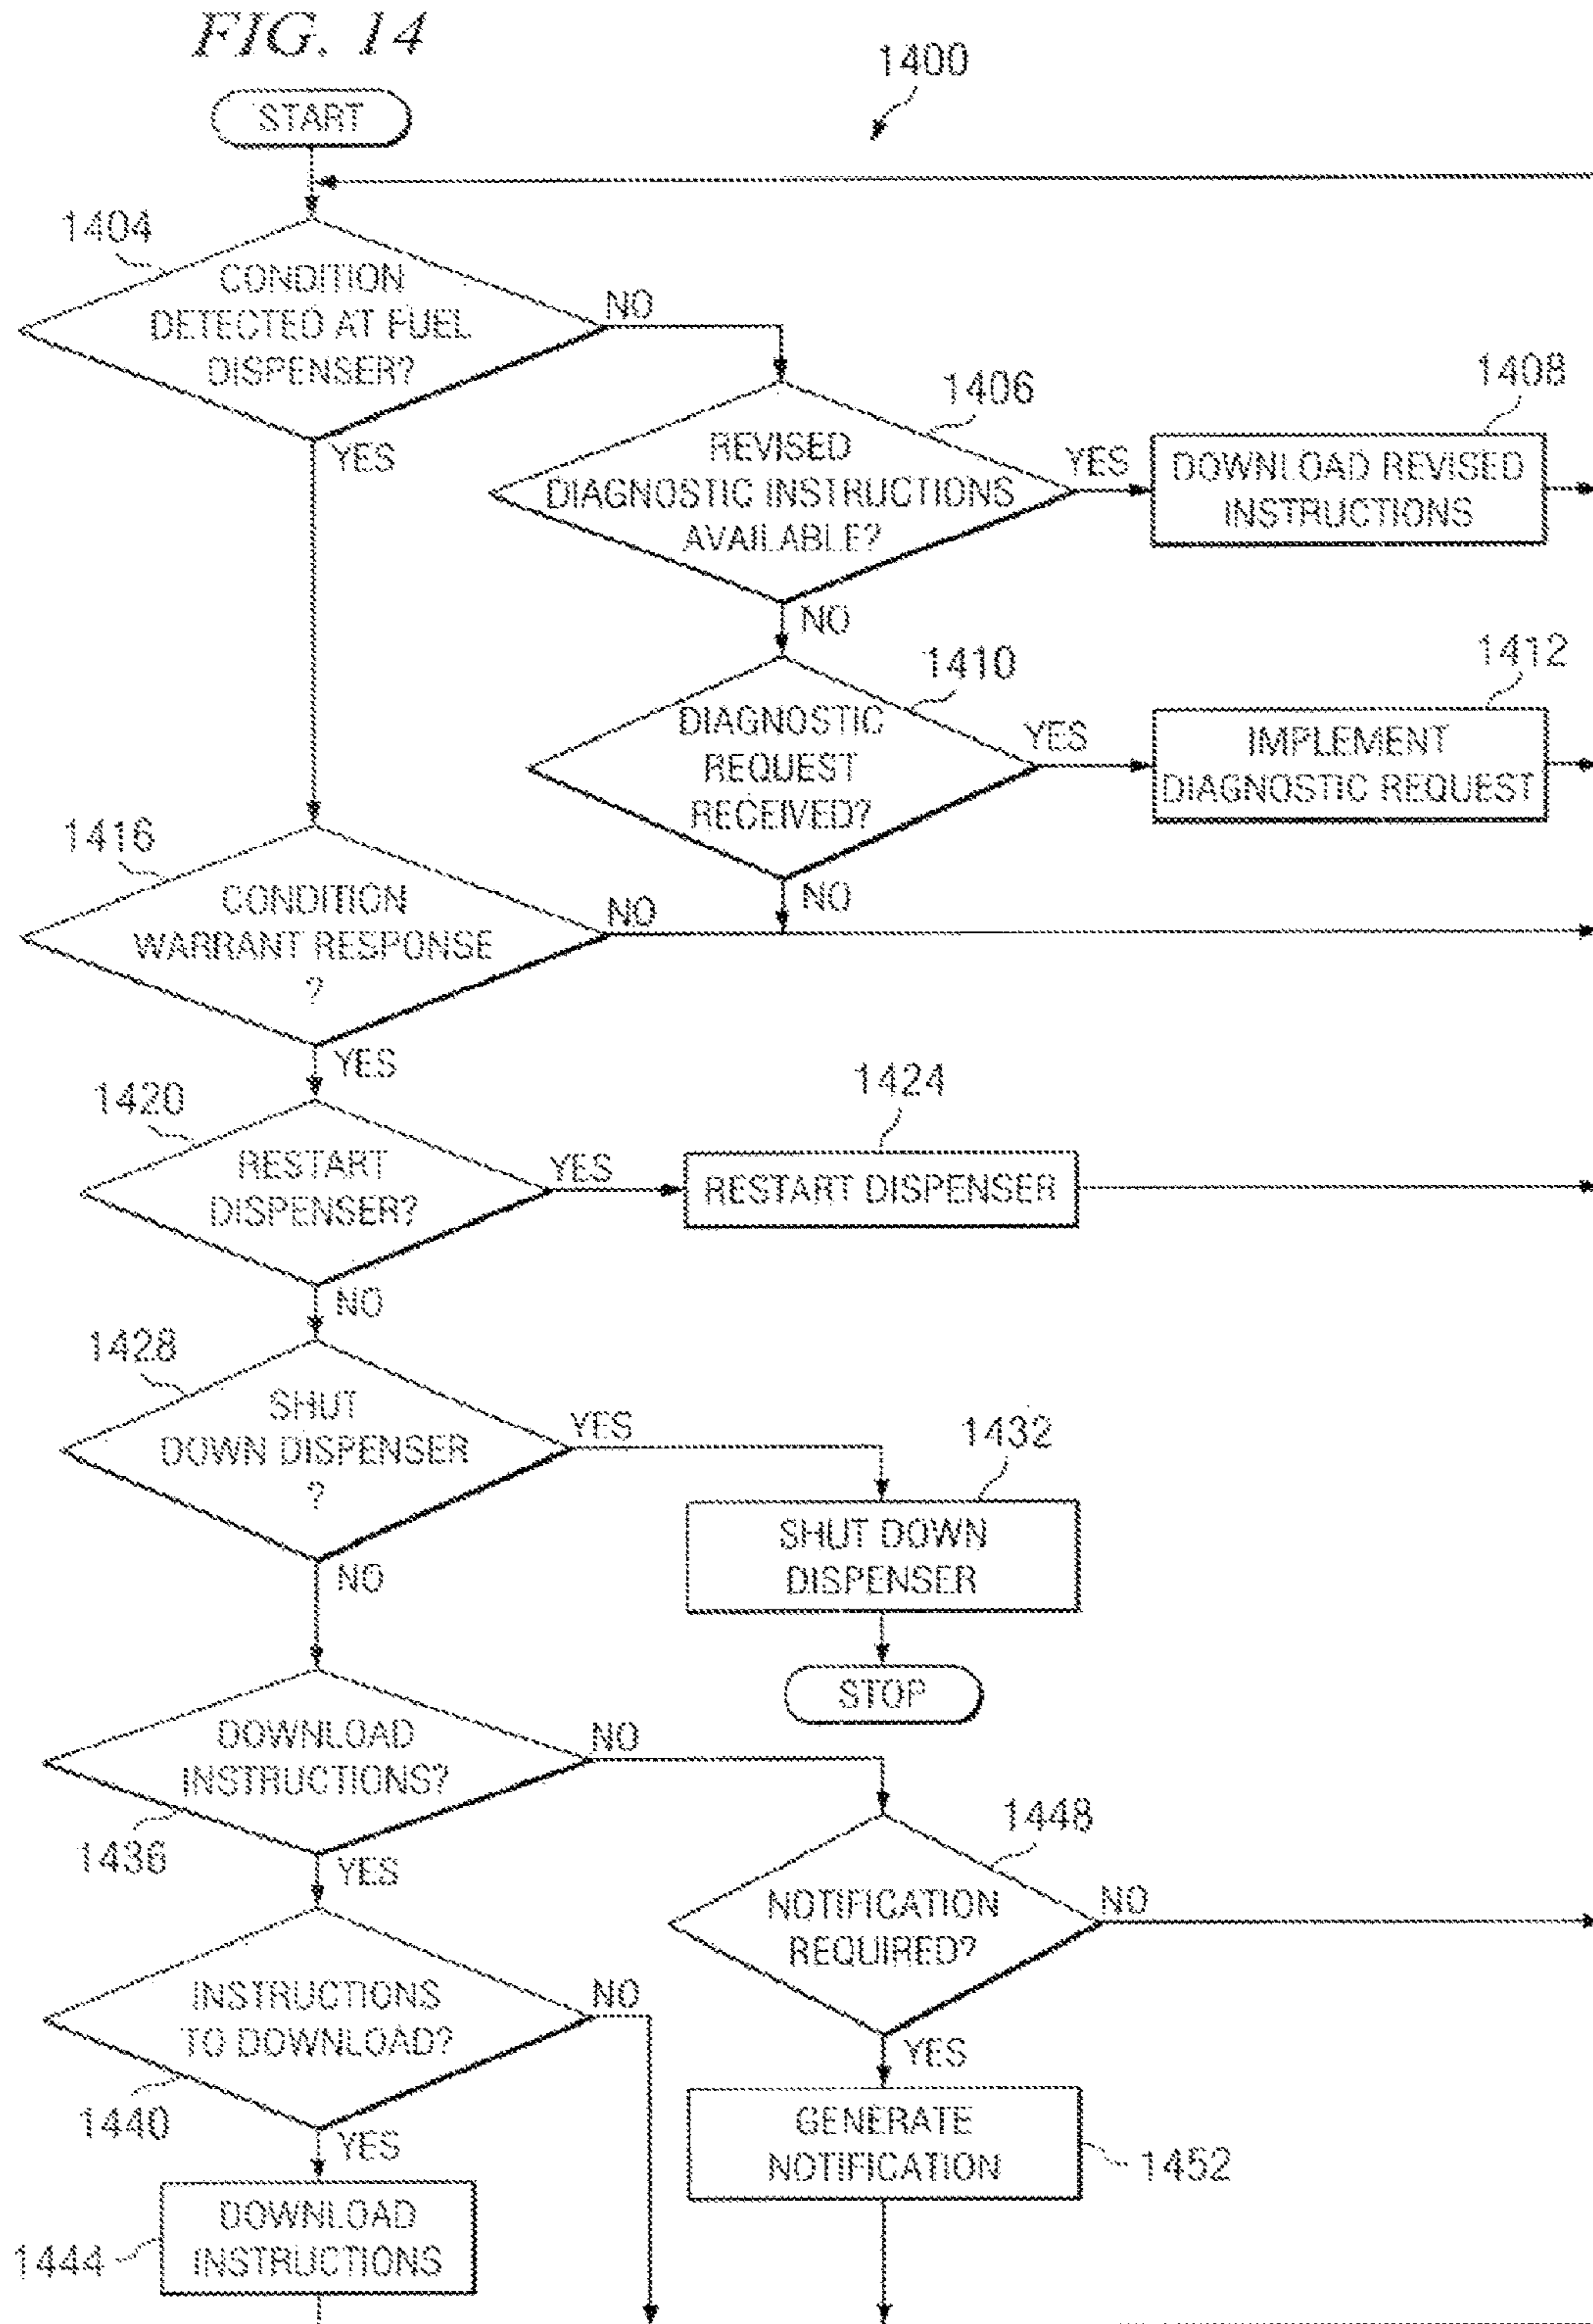 FIG. 14
1400
START
1404
CONDITION
DETECTED AT FUEL
DISPENSER?
NO
YES
1406
REVISED
DIAGNOSTIC INSTRUCTIONS
AVAILABLE?
YES
NO
1408
DOWNLOAD REVISED
INSTRUCTIONS
1410
DIAGNOSTIC
REQUEST
RECEIVED?
YES
NO
1412
IMPLEMENT
DIAGNOSTIC REQUEST
1416
CONDITION
WARRANT RESPONSE
?
NO
YES
1420
RESTART
DISPENSER?
YES
NO
1424
RESTART DISPENSER
1428
SHUT
DOWN DISPENSER
?
YES
NO
1432
SHUT DOWN
DISPENSER
STOP
DOWNLOAD
INSTRUCTIONS?
1436
NO
YES
1448
NOTIFICATION
REQUIRED?
NO
YES
INSTRUCTIONS
TO DOWNLOAD?
1440
NO
YES
GENERATE
NOTIFICATION
1452
DOWNLOAD
INSTRUCTIONS
1444